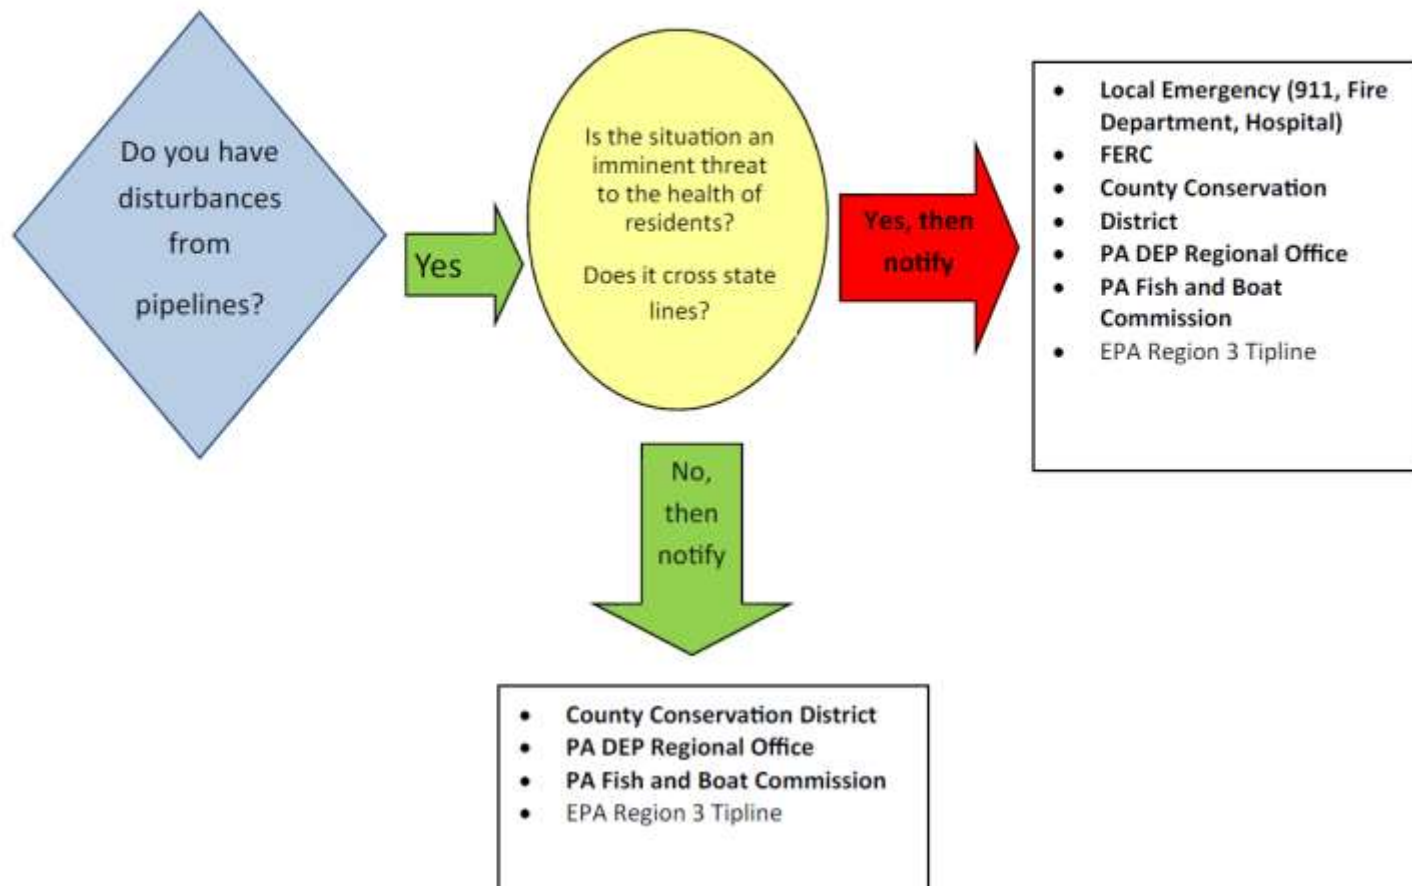 Do you have
disturbances
from
pipelines?
Yes
Is the situation an
imminent threat
to the health of
residents?
Does it cross state
lines?
Yes, then
notify
• Local Emergency (911, Fire
Department, Hospital)
• FERC
• County Conservation
• District
• PA DEP Regional Office
• PA Fish and Boat
Commission
• EPA Region 3 Tipline
No,
then
notify
• County Conservation District
• PA DEP Regional Office
• PA Fish and Boat Commission
• EPA Region 3 Tipline